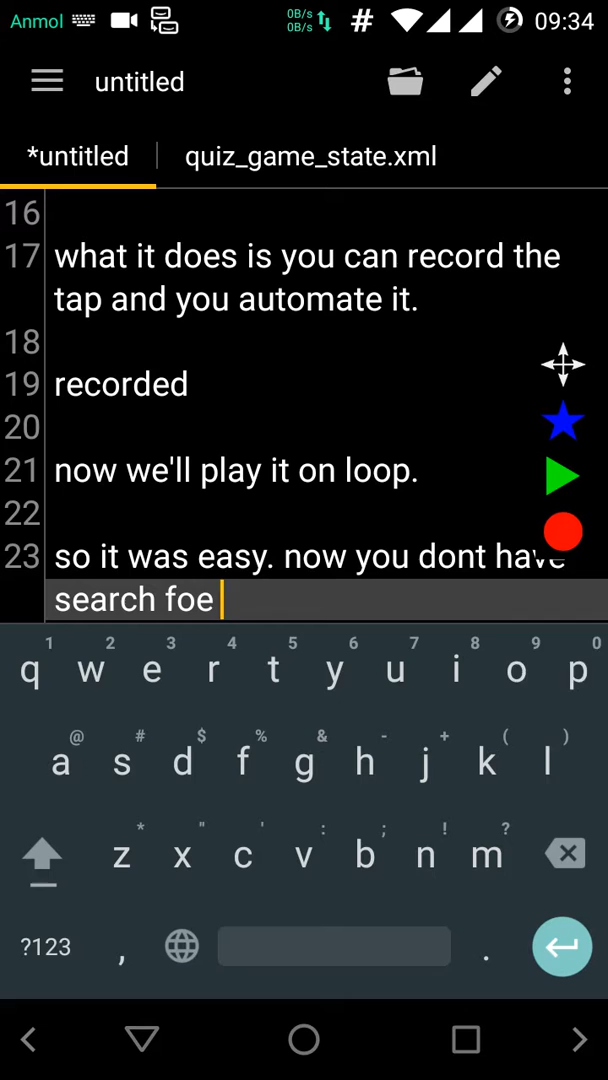 Anmol 0B/s 0B/s # 09:34
untitled
*untitled quiz_game_state.xml
16
17 what it does is you can record the
tap and you automate it.
18
19 recorded
20
21 now we'll play it on loop.
22
23 so it was easy. now you dont have
search foe
1 2 3 4 5 6 7 8 9 0
q w e r t y u i o p
@ # $ % & - + ( )
a s d f g h j k l
* " ' : ; ! ?
z x c v b n m
?123 , .